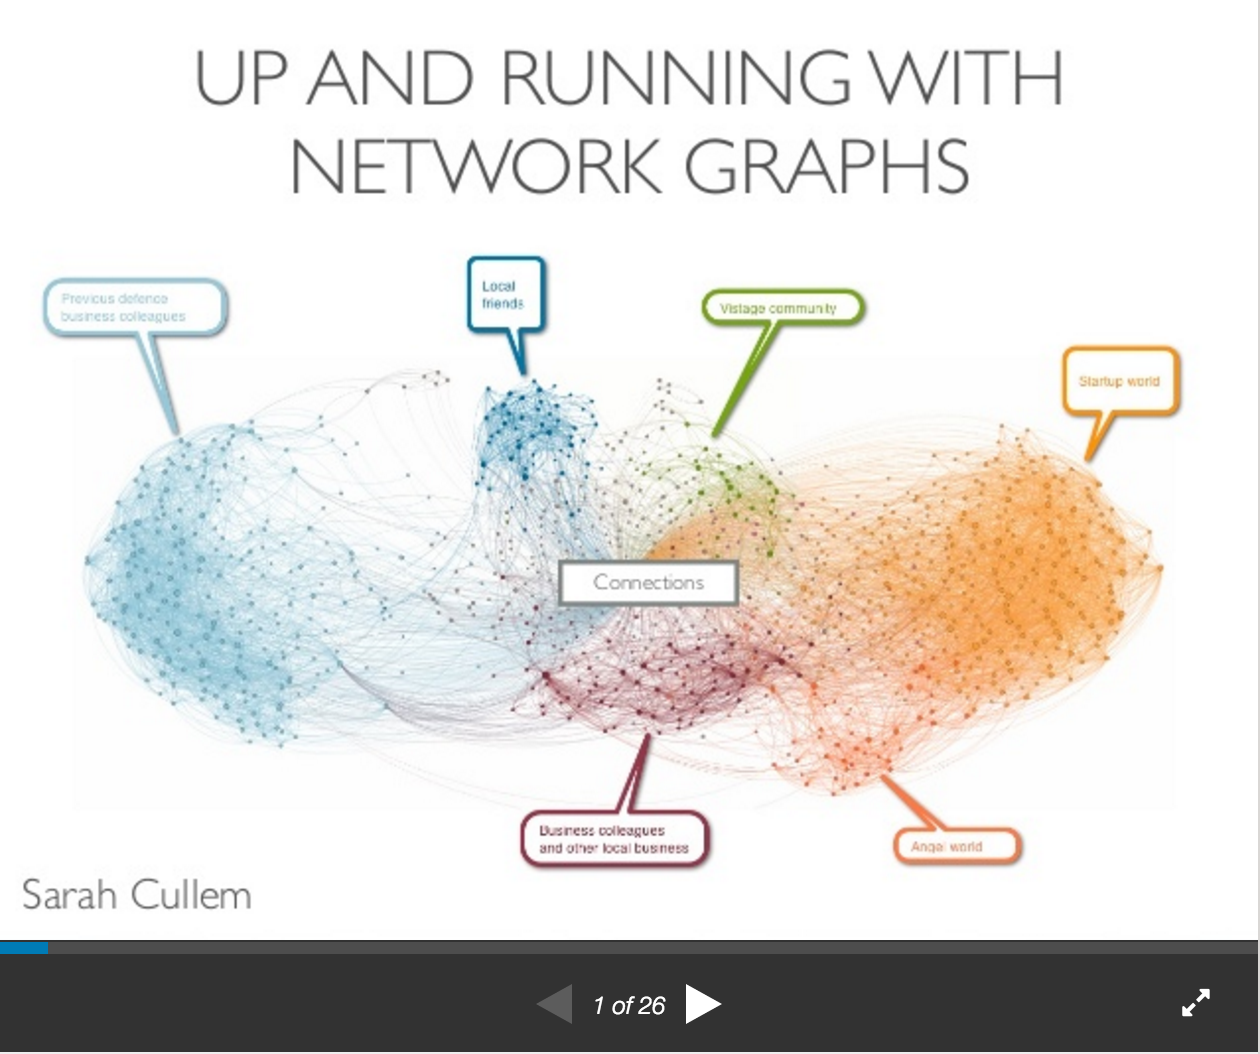 UP AND RUNNING WITH
NETWORK GRAPHS
Previous defence
business colleagues
Local
friends
Vistage community
Startup world
Connections
Business colleagues
and other local business
Angel world
Sarah Cullem
1 of 26